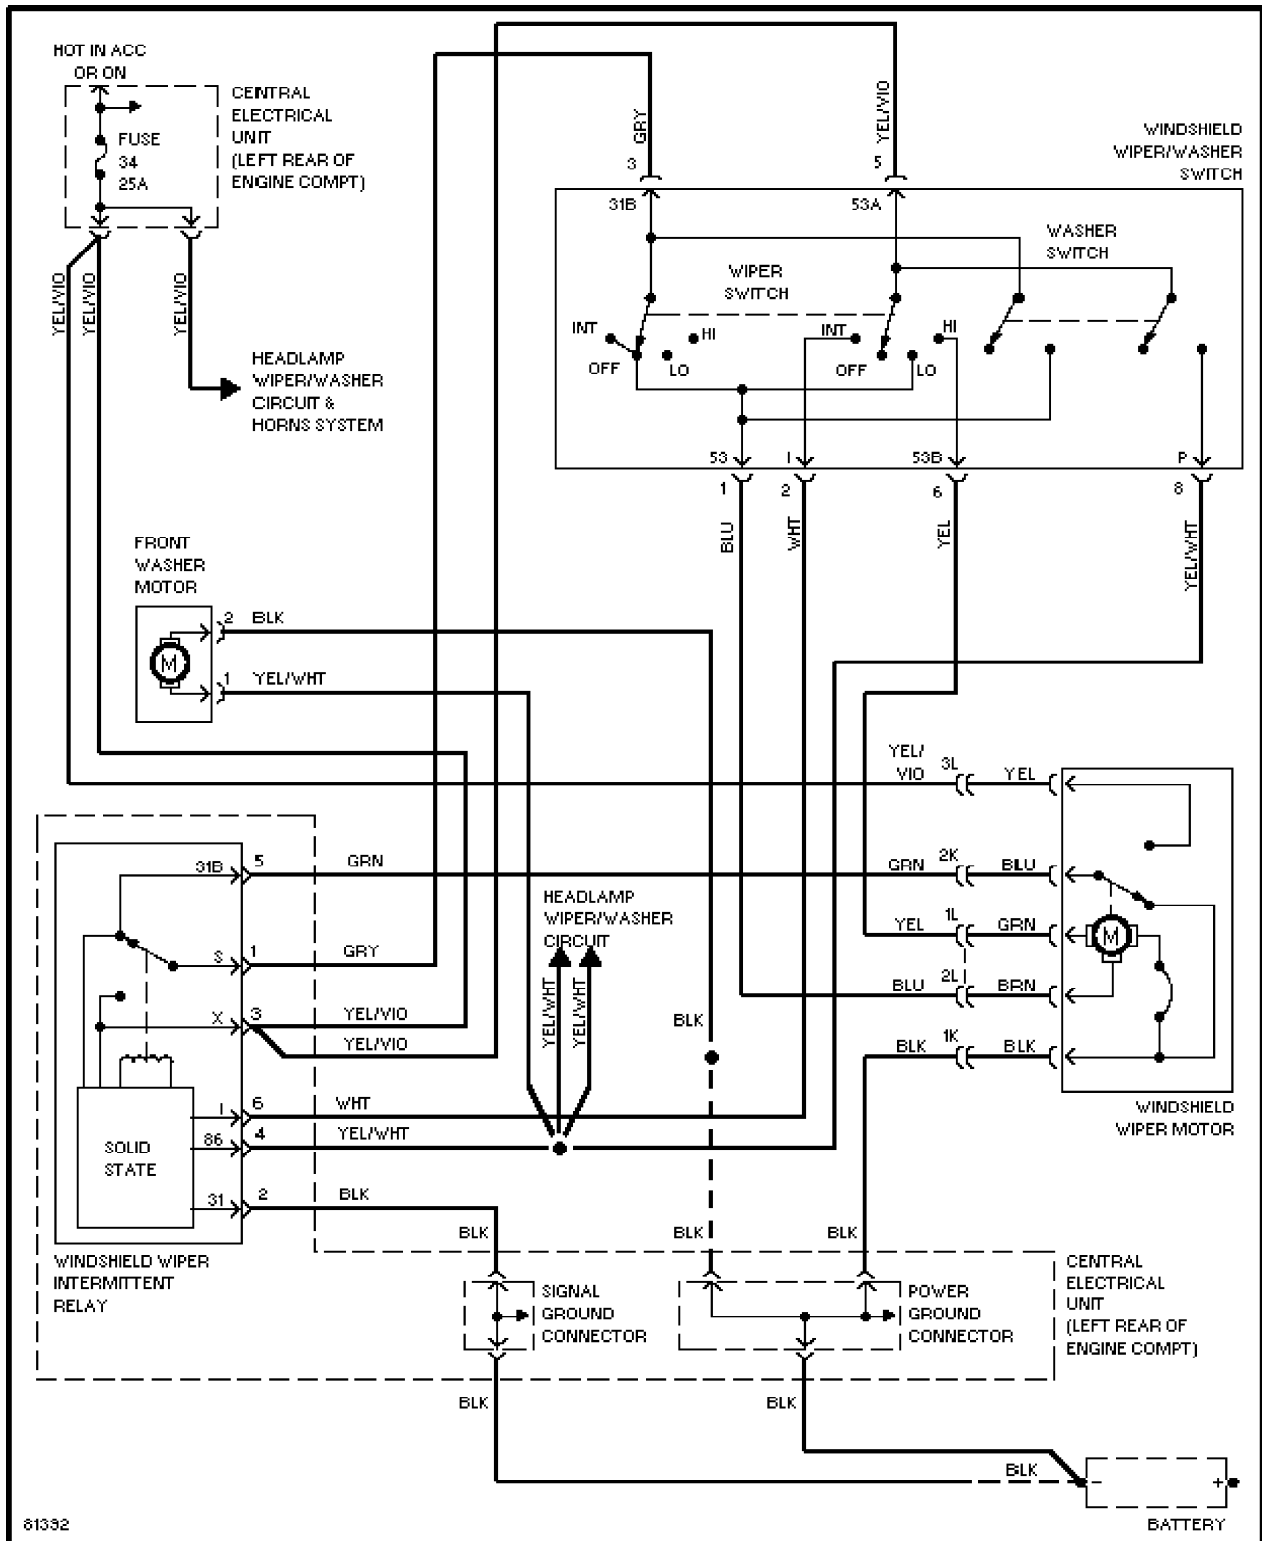 HOT IN ACC
OR ON
CENTRAL
ELECTRICAL
UNIT
(LEFT REAR OF
ENGINE COMPT)
FUSE
34
25A
YEL/VIO
YEL/VIO
YEL/VIO
HEADLAMP
WIPER/WASHER
CIRCUIT &
HORNS SYSTEM
GRY
3
YEL/VIO
5
WINDSHIELD
WIPER/WASHER
SWITCH
31B
53A
WASHER
SWITCH
WIPER
SWITCH
INT
HI
OFF
LO
INT
HI
OFF
LO
53
I
53B
P
1
2
6
8
BLU
WHT
YEL
YEL/WHT
FRONT
WASHER
MOTOR
M
2
BLK
1
YEL/WHT
YEL/
VIO
3L
YEL
GRN
2K
BLU
YEL
1L
GRN
M
BLU
2L
BRN
BLK
1K
BLK
WINDSHIELD
WIPER MOTOR
31B
5
GRN
S
1
GRY
X
3
YEL/VIO
YEL/VIO
HEADLAMP
WIPER/WASHER
CIRCUIT
YEL/WHT
YEL/WHT
BLK
I
6
WHT
86
4
YEL/WHT
31
2
BLK
SOLID
STATE
WINDSHIELD WIPER
INTERMITTENT
RELAY
BLK
BLK
BLK
SIGNAL
GROUND
CONNECTOR
POWER
GROUND
CONNECTOR
CENTRAL
ELECTRICAL
UNIT
(LEFT REAR OF
ENGINE COMPT)
BLK
BLK
BLK
−
+
BATTERY
81392